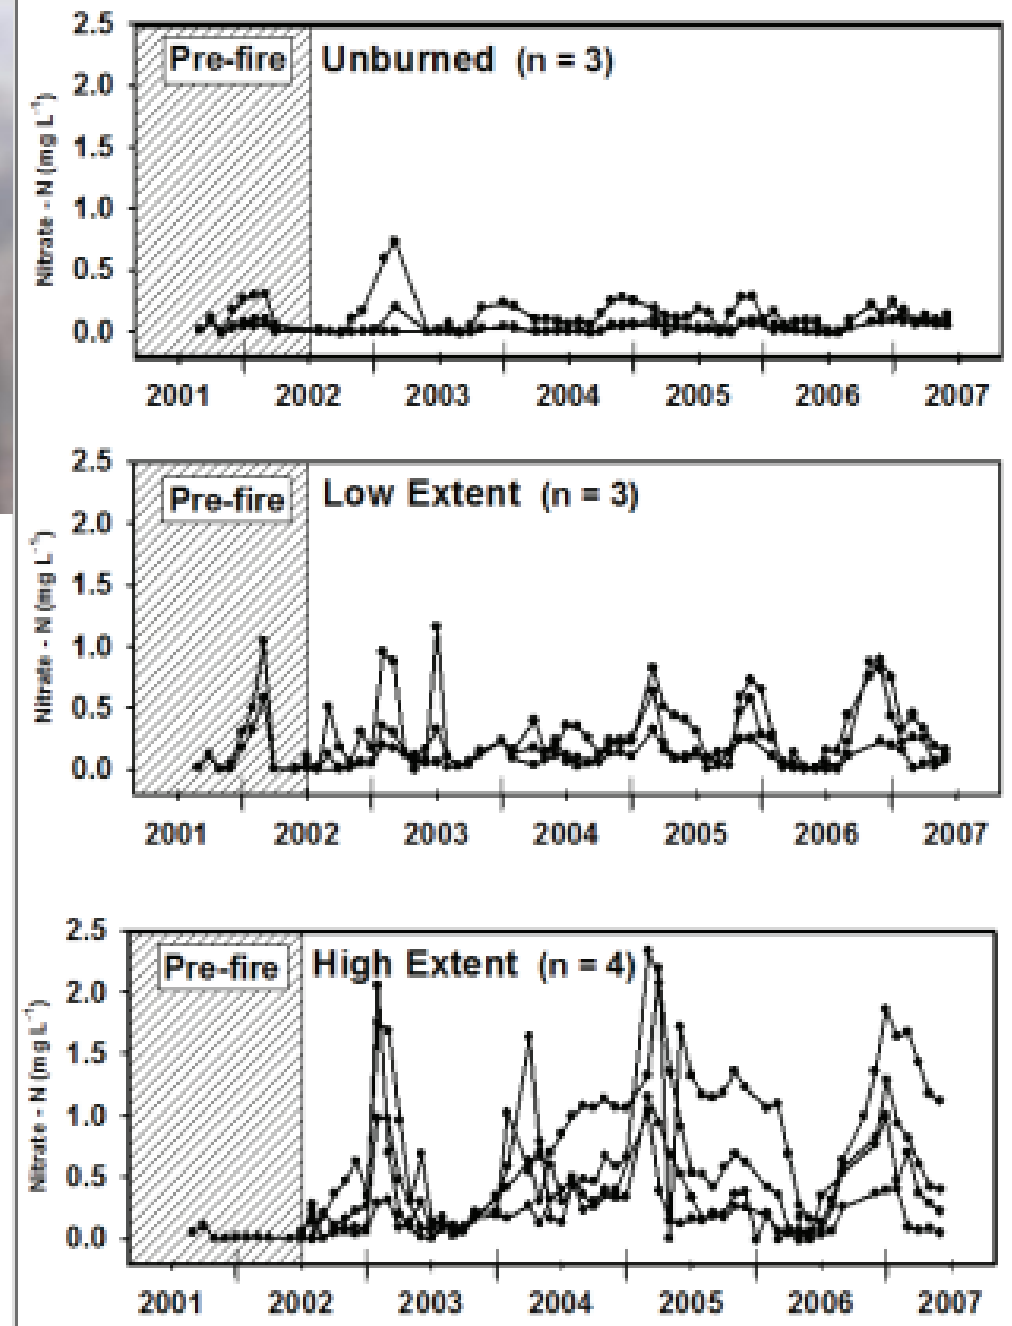 2.5
Pre-fire Unburned (n = 3)
2.0
1.5
1.0
0.5
0.0
Nitrate - N (mg L⁻¹)
2001 2002 2003 2004 2005 2006 2007
2.5
Pre-fire Low Extent (n = 3)
2.0
1.5
1.0
0.5
0.0
Nitrate - N (mg L⁻¹)
2001 2002 2003 2004 2005 2006 2007
2.5
Pre-fire High Extent (n = 4)
2.0
1.5
1.0
0.5
0.0
Nitrate - N (mg L⁻¹)
2001 2002 2003 2004 2005 2006 2007